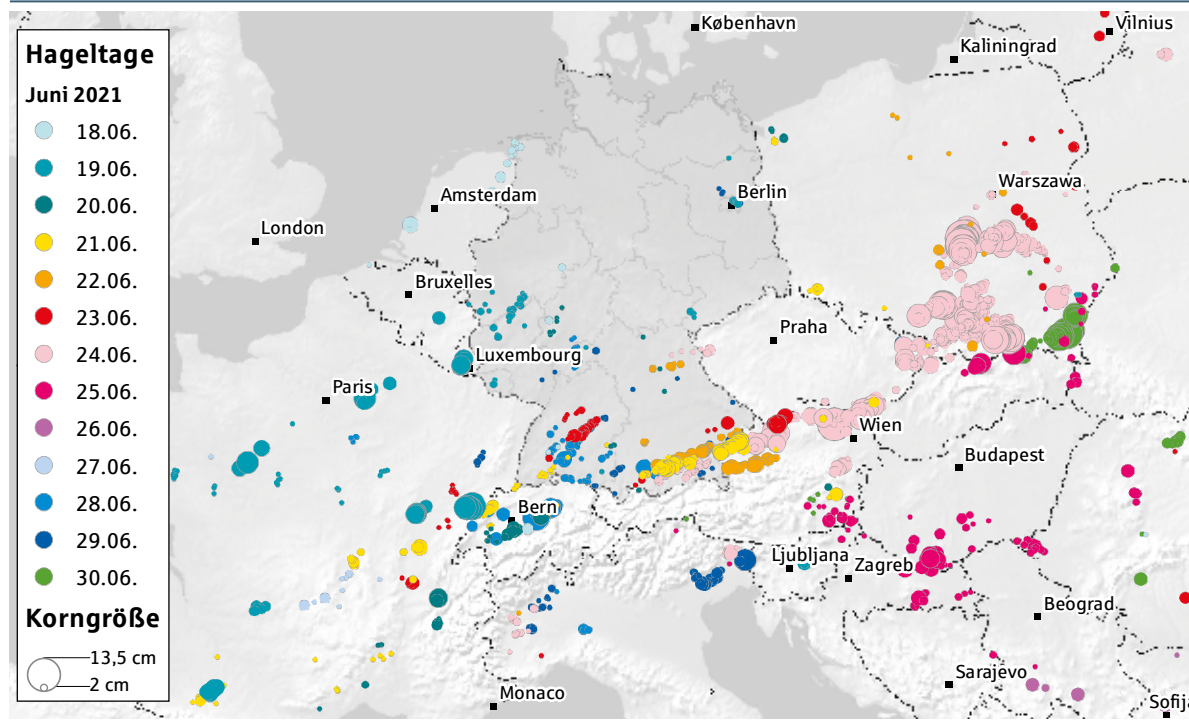 Hageltage
Juni 2021
18.06.
19.06.
20.06.
21.06.
22.06.
23.06.
24.06.
25.06.
26.06.
27.06.
28.06.
29.06.
30.06.
Korngröße
13,5 cm
2 cm
København
Vilnius
Kaliningrad
Amsterdam
Berlin
Warszawa
London
Bruxelles
Praha
Luxembourg
Paris
Wien
Budapest
Bern
Ljubljana
Zagreb
Beograd
Sarajevo
Monaco
Sofija